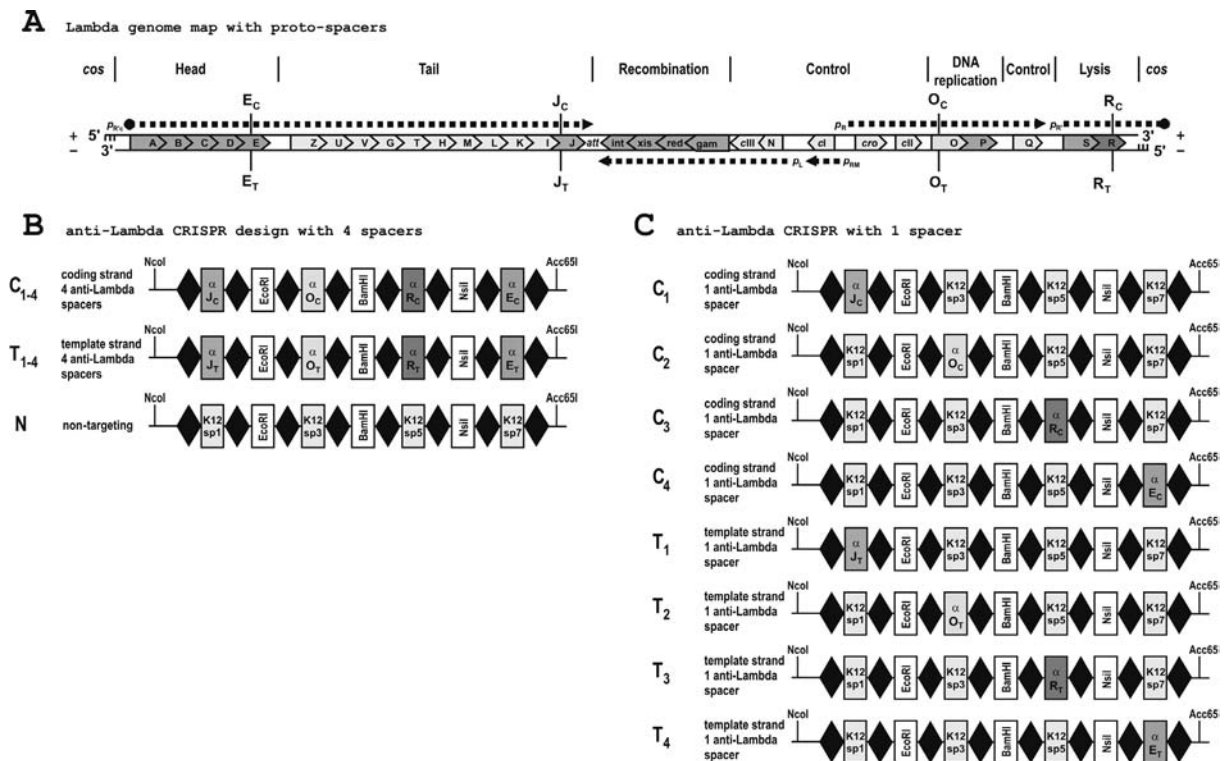 A Lambda genome map with proto-spacers
cos Head Tail Recombination Control DNA replication Control Lysis cos
E_C J_C O_C R_C
p_R's p_R p_R'
+ 5' 3' +
− 3' 5' −
A B C D E Z U V G T H M L K I J att int xis red gam cIII N cI cro cII O P Q S R
p_L p_RM
E_T J_T O_T R_T
B anti-Lambda CRISPR design with 4 spacers
C_1-4 coding strand 4 anti-Lambda spacers
NcoI α J_C EcoRI α O_C BamHI α R_C NsiI α E_C Acc65I
T_1-4 template strand 4 anti-Lambda spacers
NcoI α J_T EcoRI α O_T BamHI α R_T NsiI α E_T Acc65I
N non-targeting
NcoI K12 sp1 EcoRI K12 sp3 BamHI K12 sp5 NsiI K12 sp7 Acc65I
C anti-Lambda CRISPR with 1 spacer
C_1 coding strand 1 anti-Lambda spacer
NcoI α J_C EcoRI K12 sp3 BamHI K12 sp5 NsiI K12 sp7 Acc65
C_2 coding strand 1 anti-Lambda spacer
NcoI K12 sp1 EcoRI α O_C BamHI K12 sp5 NsiI K12 sp7 Acc65
C_3 coding strand 1 anti-Lambda spacer
NcoI K12 sp1 EcoRI K12 sp3 BamHI α R_C NsiI K12 sp7 Acc65
C_4 coding strand 1 anti-Lambda spacer
NcoI K12 sp1 EcoRI K12 sp3 BamHI K12 sp5 NsiI α E_C Acc65
T_1 template strand 1 anti-Lambda spacer
NcoI α J_T EcoRI K12 sp3 BamHI K12 sp5 NsiI K12 sp7 Acc65
T_2 template strand 1 anti-Lambda spacer
NcoI K12 sp1 EcoRI α O_T BamHI K12 sp5 NsiI K12 sp7 Acc65
T_3 template strand 1 anti-Lambda spacer
NcoI K12 sp1 EcoRI K12 sp3 BamHI α R_T NsiI K12 sp7 Acc65
T_4 template strand 1 anti-Lambda spacer
NcoI K12 sp1 EcoRI K12 sp3 BamHI K12 sp5 NsiI α E_T Acc65